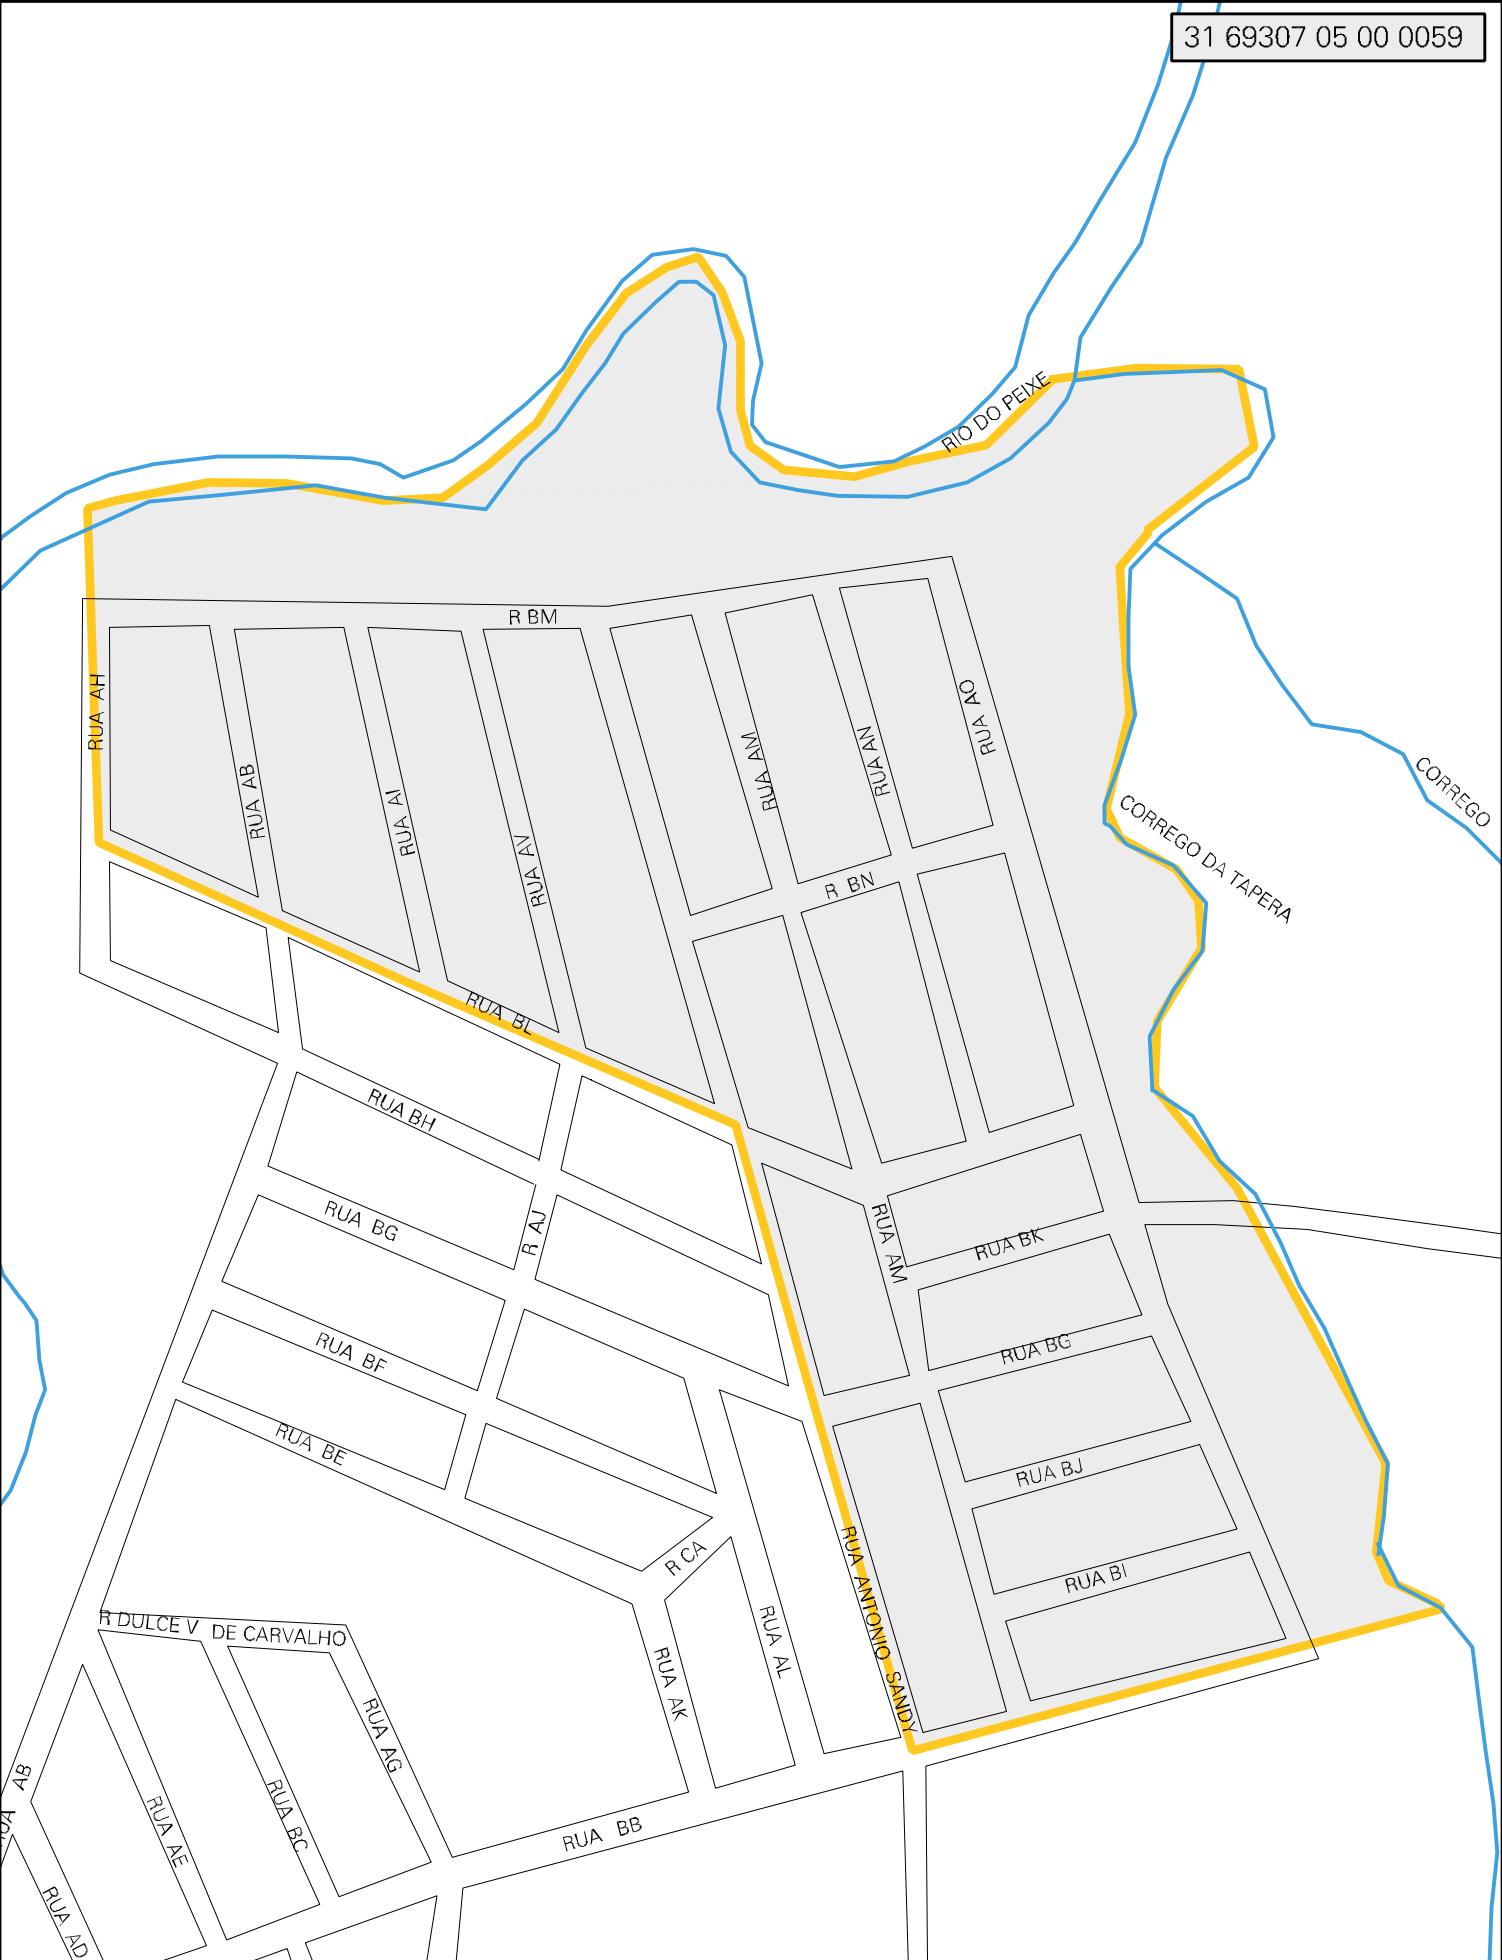 31 69307 05 00 0059
RIO DO PEIXE
R BM
RUA AH
RUA AB
RUA AI
RUA AV
RUA AM
RUA AN
RUA AO
CORREGO
CORREGO DA TAPERA
R BN
RUA BL
RUA BH
RUA BG
R AJ
RUA AM
RUA BK
RUA BF
RUA BG
RUA BE
RUA BJ
R CA
RUA BI
RUA ANTONIO SANDY
R DULCE V DE CARVALHO
RUA AL
RUA AK
RUA AG
RUA AB
RUA AE
RUA BC
RUA BB
RUA AD